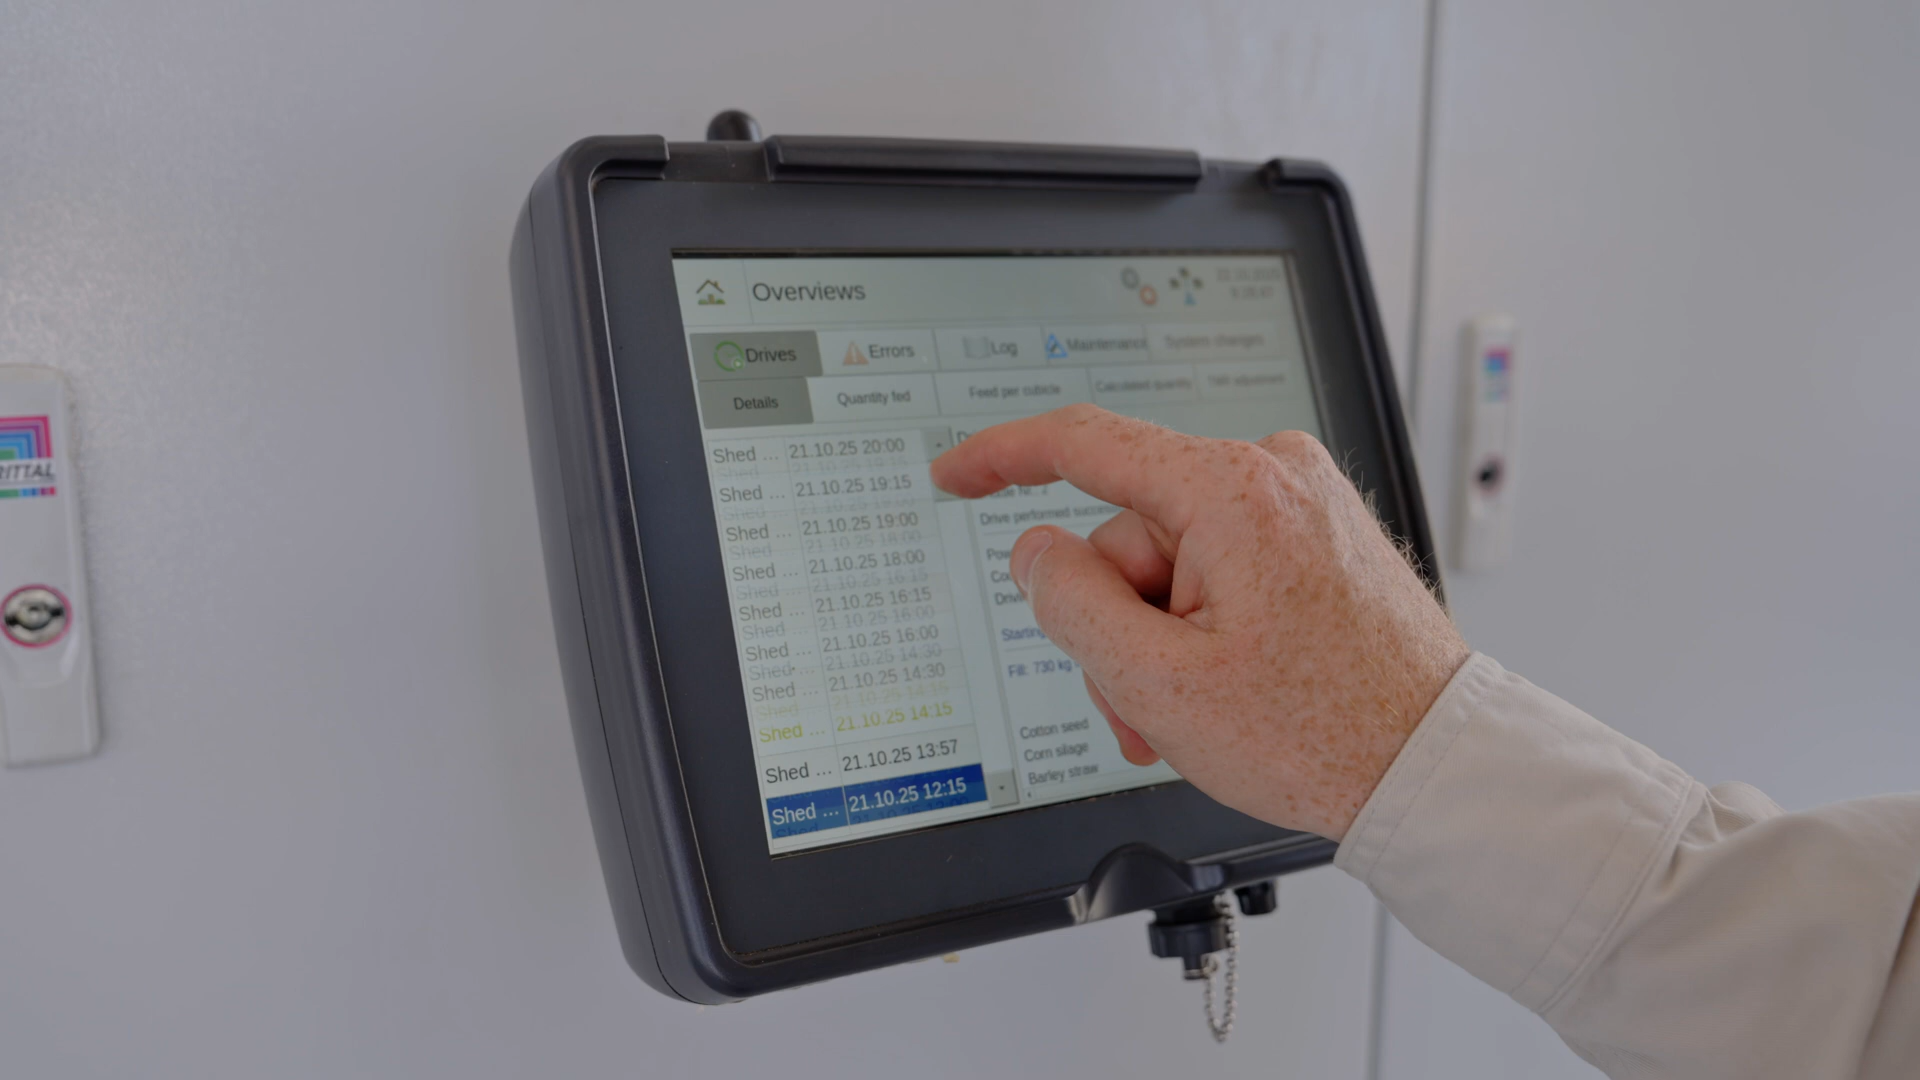 Overviews
Drives
Errors
Log
Maintenance
System changes
Details
Quantity fed
Feed per cubicle
Calculated quantity
TMR adjustment
Shed ... 21.10.25 20:00
Shed ... 21.10.25 19:15
Shed ... 21.10.25 19:00
Shed ... 21.10.25 18:00
Shed ... 21.10.25 16:15
Shed ... 21.10.25 16:00
Shed ... 21.10.25 14:30
Shed ... 21.10.25 14:15
Shed ... 21.10.25 13:57
Shed ... 21.10.25 12:15
Drive performed
Starting
Fill: 730 kg
Cotton seed
Corn silage
Barley straw
RITTAL